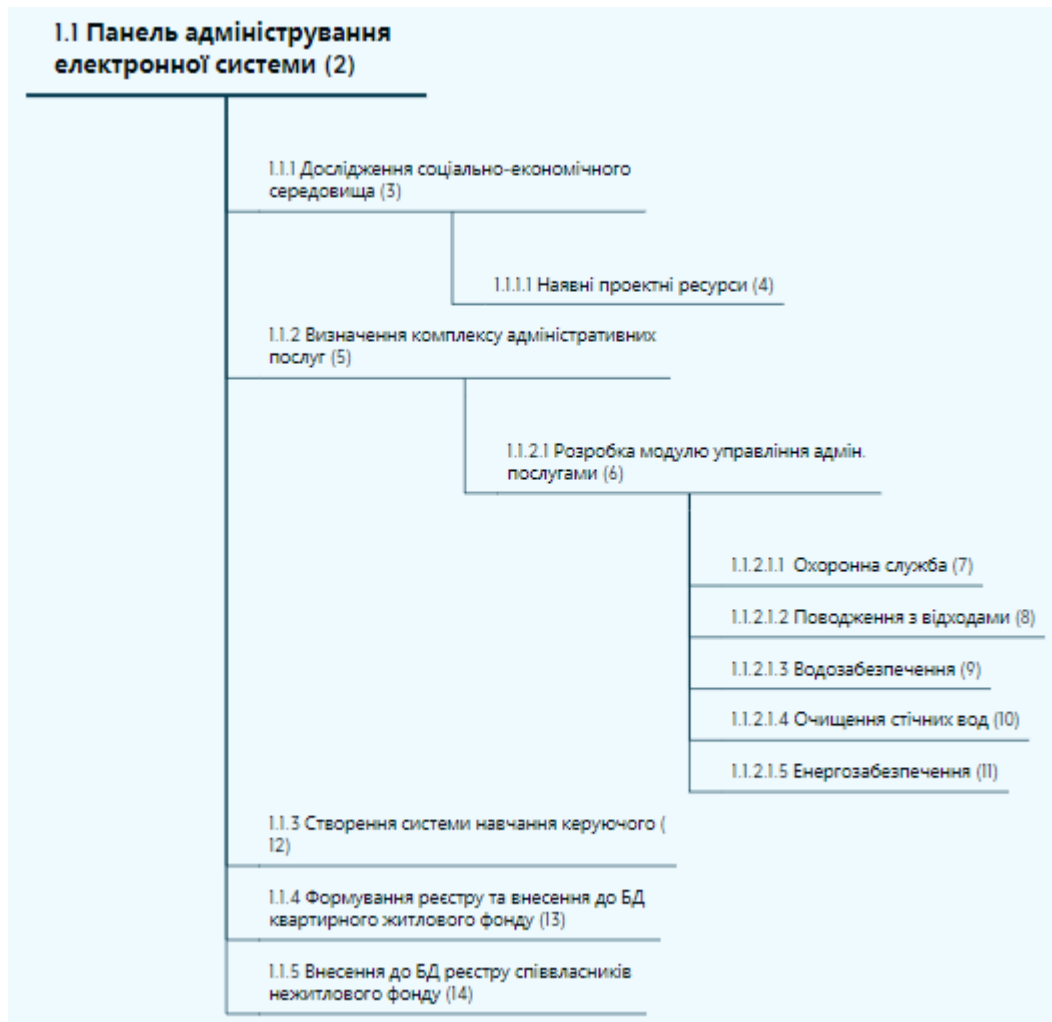 1.1 Панель адміністрування
електронної системи (2)
1.1.1 Дослідження соціально-економічного
середовища (3)
1.1.1.1 Наявні проектні ресурси (4)
1.1.2 Визначення комплексу адміністративних
послуг (5)
1.1.2.1 Розробка модулю управління адмін.
послугами (6)
1.1.2.1.1 Охоронна служба (7)
1.1.2.1.2 Поводження з відходами (8)
1.1.2.1.3 Водозабезпечення (9)
1.1.2.1.4 Очищення стічних вод (10)
1.1.2.1.5 Енергозабезпечення (11)
1.1.3 Створення системи навчання керуючого (
12)
1.1.4 Формування реєстру та внесення до БД
квартирного житлового фонду (13)
1.1.5 Внесення до БД реєстру співвласників
нежитлового фонду (14)